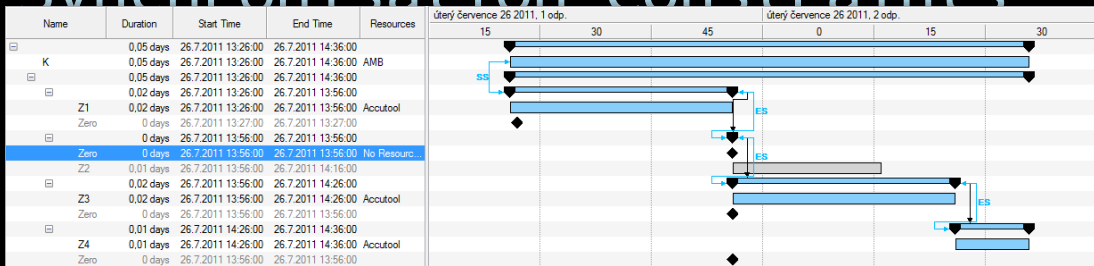 Synchronisation constraints
Name Duration Start Time End Time Resources úterý července 26 2011, 1 odp. úterý července 26 2011, 2 odp.
15 30 45 0 15 30
0,05 days 26.7.2011 13:26:00 26.7.2011 14:36:00
K 0,05 days 26.7.2011 13:26:00 26.7.2011 14:36:00 AMB
0,05 days 26.7.2011 13:26:00 26.7.2011 14:36:00 SS
0,02 days 26.7.2011 13:26:00 26.7.2011 13:56:00
Z1 0,02 days 26.7.2011 13:26:00 26.7.2011 13:56:00 Accutool ES
Zero 0 days 26.7.2011 13:27:00 26.7.2011 13:27:00
0 days 26.7.2011 13:56:00 26.7.2011 13:56:00
Zero 0 days 26.7.2011 13:56:00 26.7.2011 13:56:00 No Resourc... ES
Z2 0,01 days 26.7.2011 13:56:00 26.7.2011 14:16:00
0,02 days 26.7.2011 13:56:00 26.7.2011 14:26:00
Z3 0,02 days 26.7.2011 13:56:00 26.7.2011 14:26:00 Accutool ES
Zero 0 days 26.7.2011 13:56:00 26.7.2011 13:56:00
0,01 days 26.7.2011 14:26:00 26.7.2011 14:36:00
Z4 0,01 days 26.7.2011 14:26:00 26.7.2011 14:36:00 Accutool
Zero 0 days 26.7.2011 13:56:00 26.7.2011 13:56:00